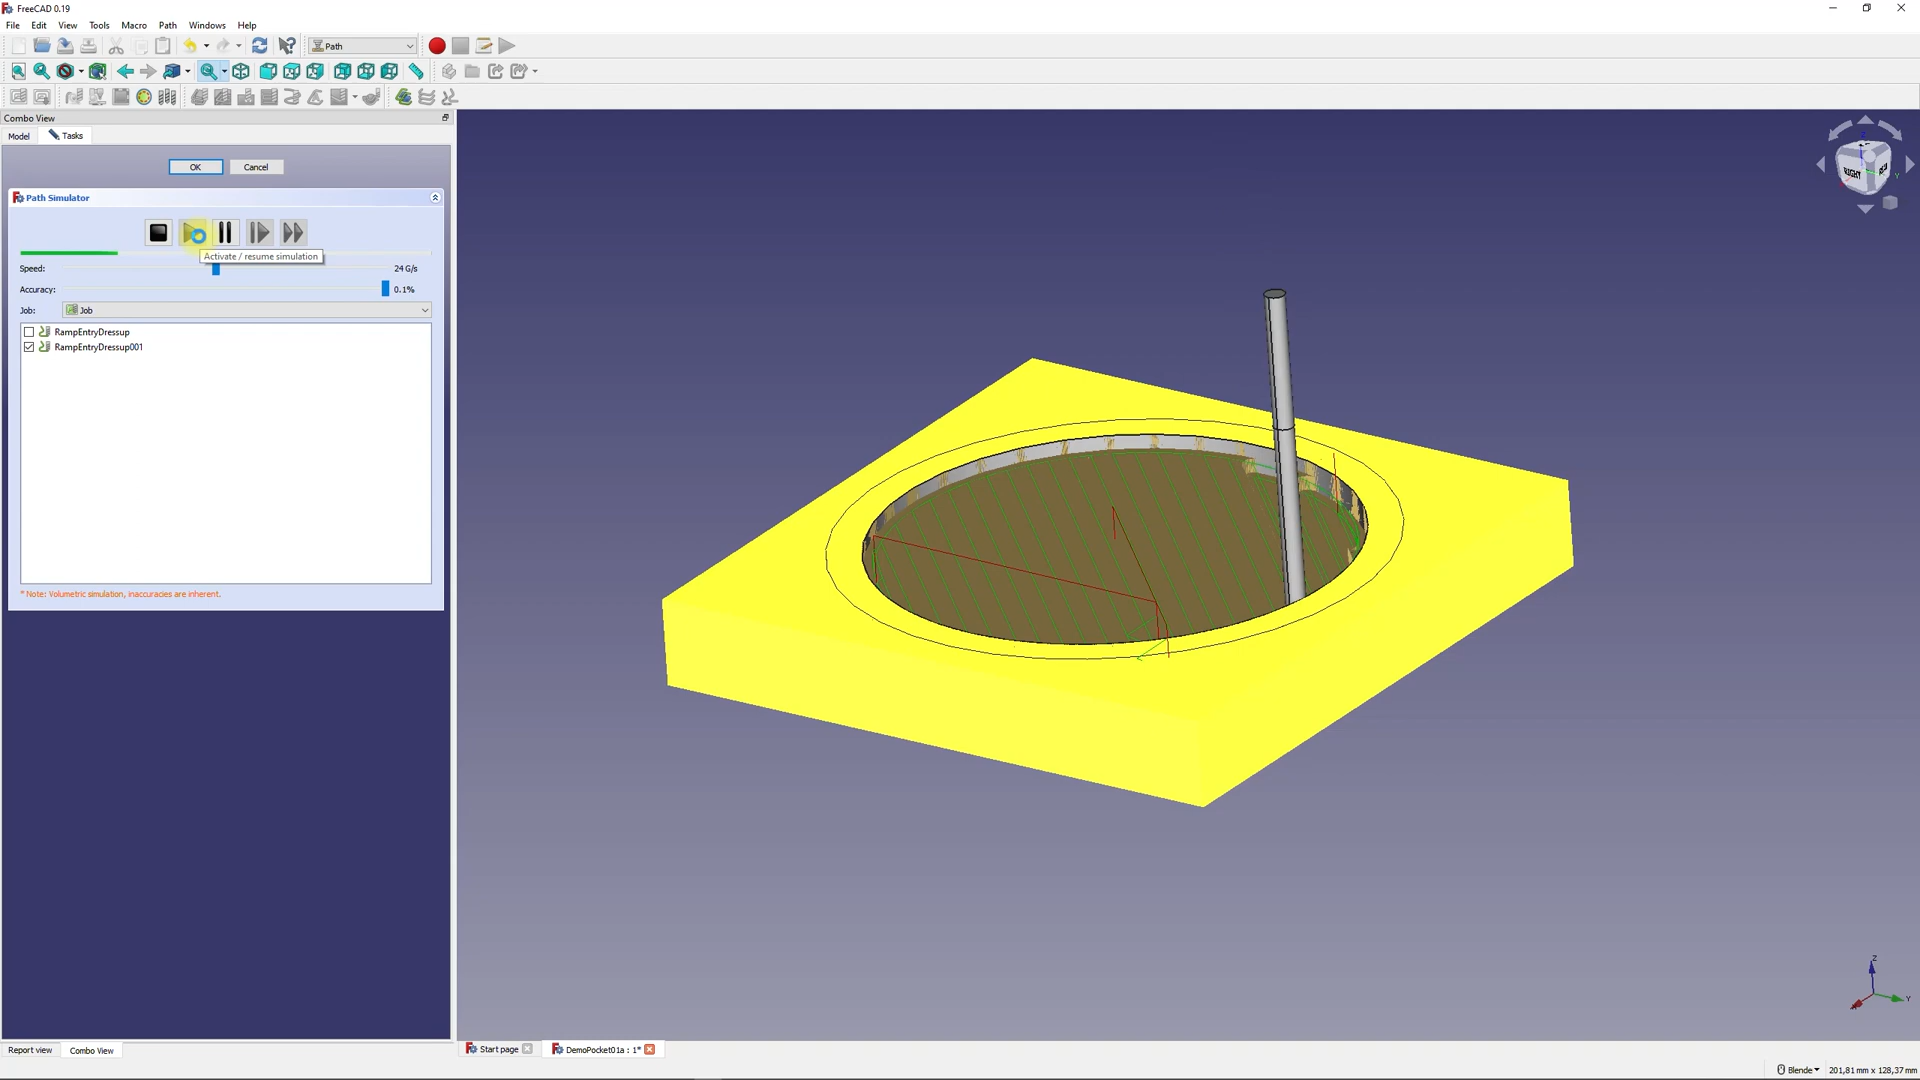 FreeCAD 0.19
File Edit View Tools Macro Path Windows Help
Path
Combo View
Model Tasks
OK Cancel
Path Simulator
Activate / resume simulation
Speed: 24 G/s
Accuracy: 0.1%
Job: Job
RampEntryDressup
RampEntryDressup001
* Note: Volumetric simulation, inaccuracies are inherent.
RIGHT
Z
Y
Z
Y
Report view Combo View
Start page DemoPocket01a : 1*
Blende 201,81 mm x 128,37 mm